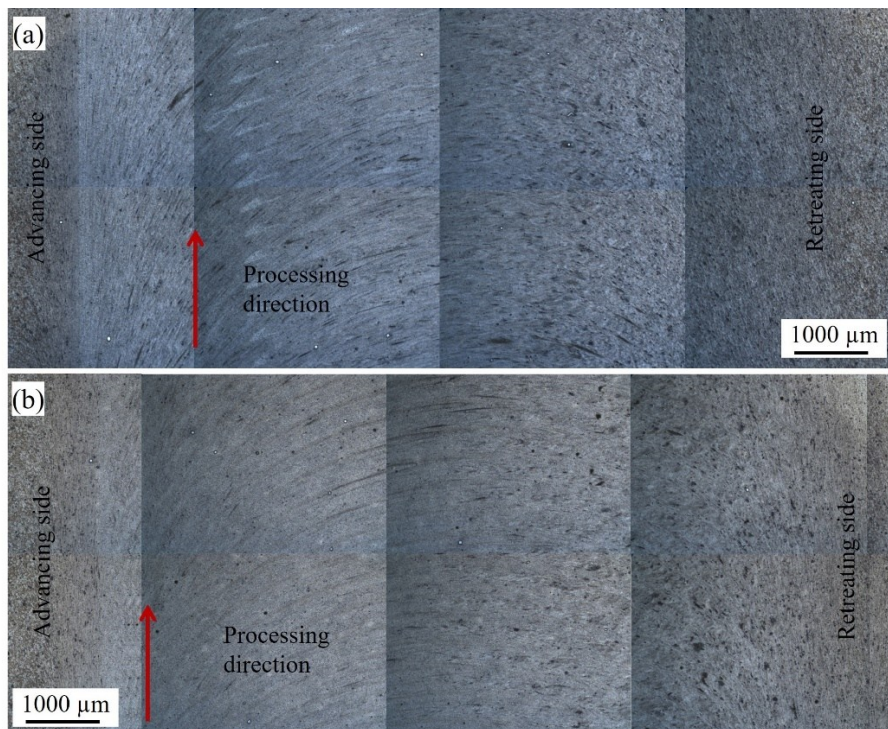 (a)
Advancing side
Processing
direction
Retreating side
1000 µm
(b)
Advancing side
Processing
direction
Retreating side
1000 µm